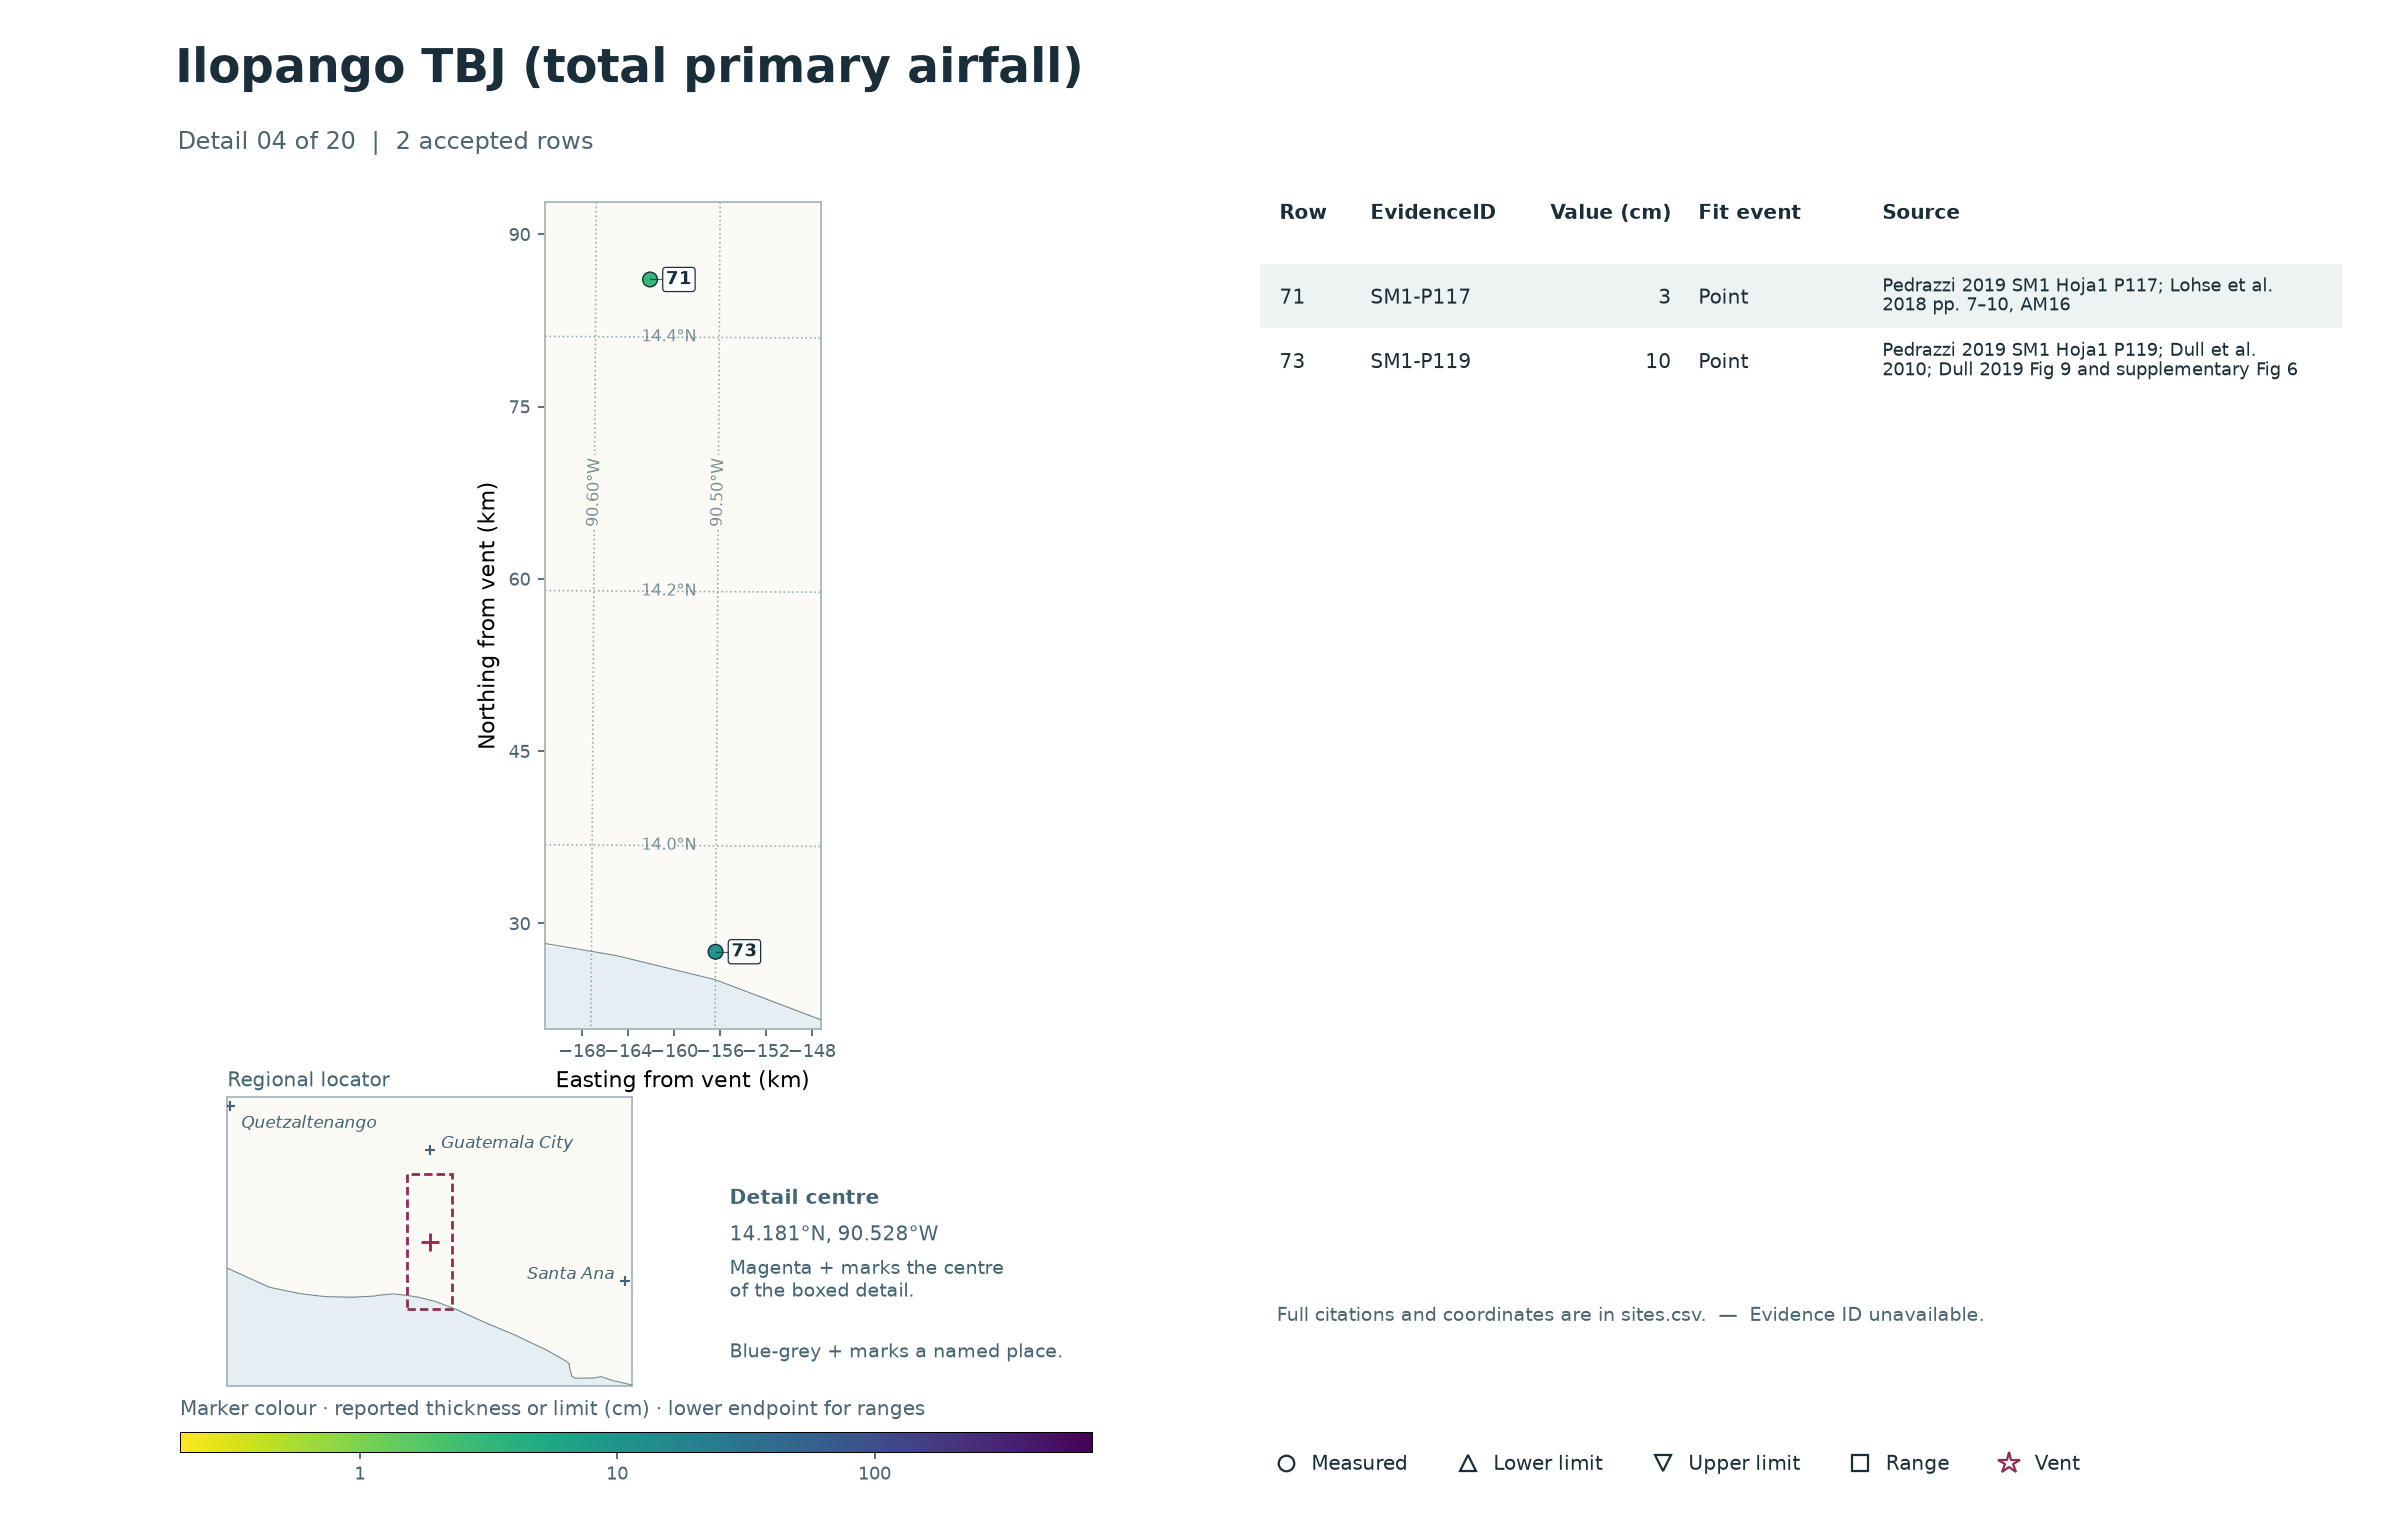 Ilopango TBJ (total primary airfall)
Detail 04 of 20 | 2 accepted rows
90
75
60
45
30
Northing from vent (km)
71
14.4°N
90.60°W
90.50°W
14.2°N
14.0°N
73
−168
−164
−160
−156
−152
−148
Easting from vent (km)
Row EvidenceID Value (cm) Fit event Source
71 SM1-P117 3 Point Pedrazzi 2019 SM1 Hoja1 P117; Lohse et al.
2018 pp. 7–10, AM16
73 SM1-P119 10 Point Pedrazzi 2019 SM1 Hoja1 P119; Dull et al.
2010; Dull 2019 Fig 9 and supplementary Fig 6
Regional locator
Quetzaltenango
Guatemala City
Santa Ana
Detail centre
14.181°N, 90.528°W
Magenta + marks the centre
of the boxed detail.
Blue-grey + marks a named place.
Full citations and coordinates are in sites.csv. — Evidence ID unavailable.
Marker colour · reported thickness or limit (cm) · lower endpoint for ranges
1
10
100
Measured
Lower limit
Upper limit
Range
Vent